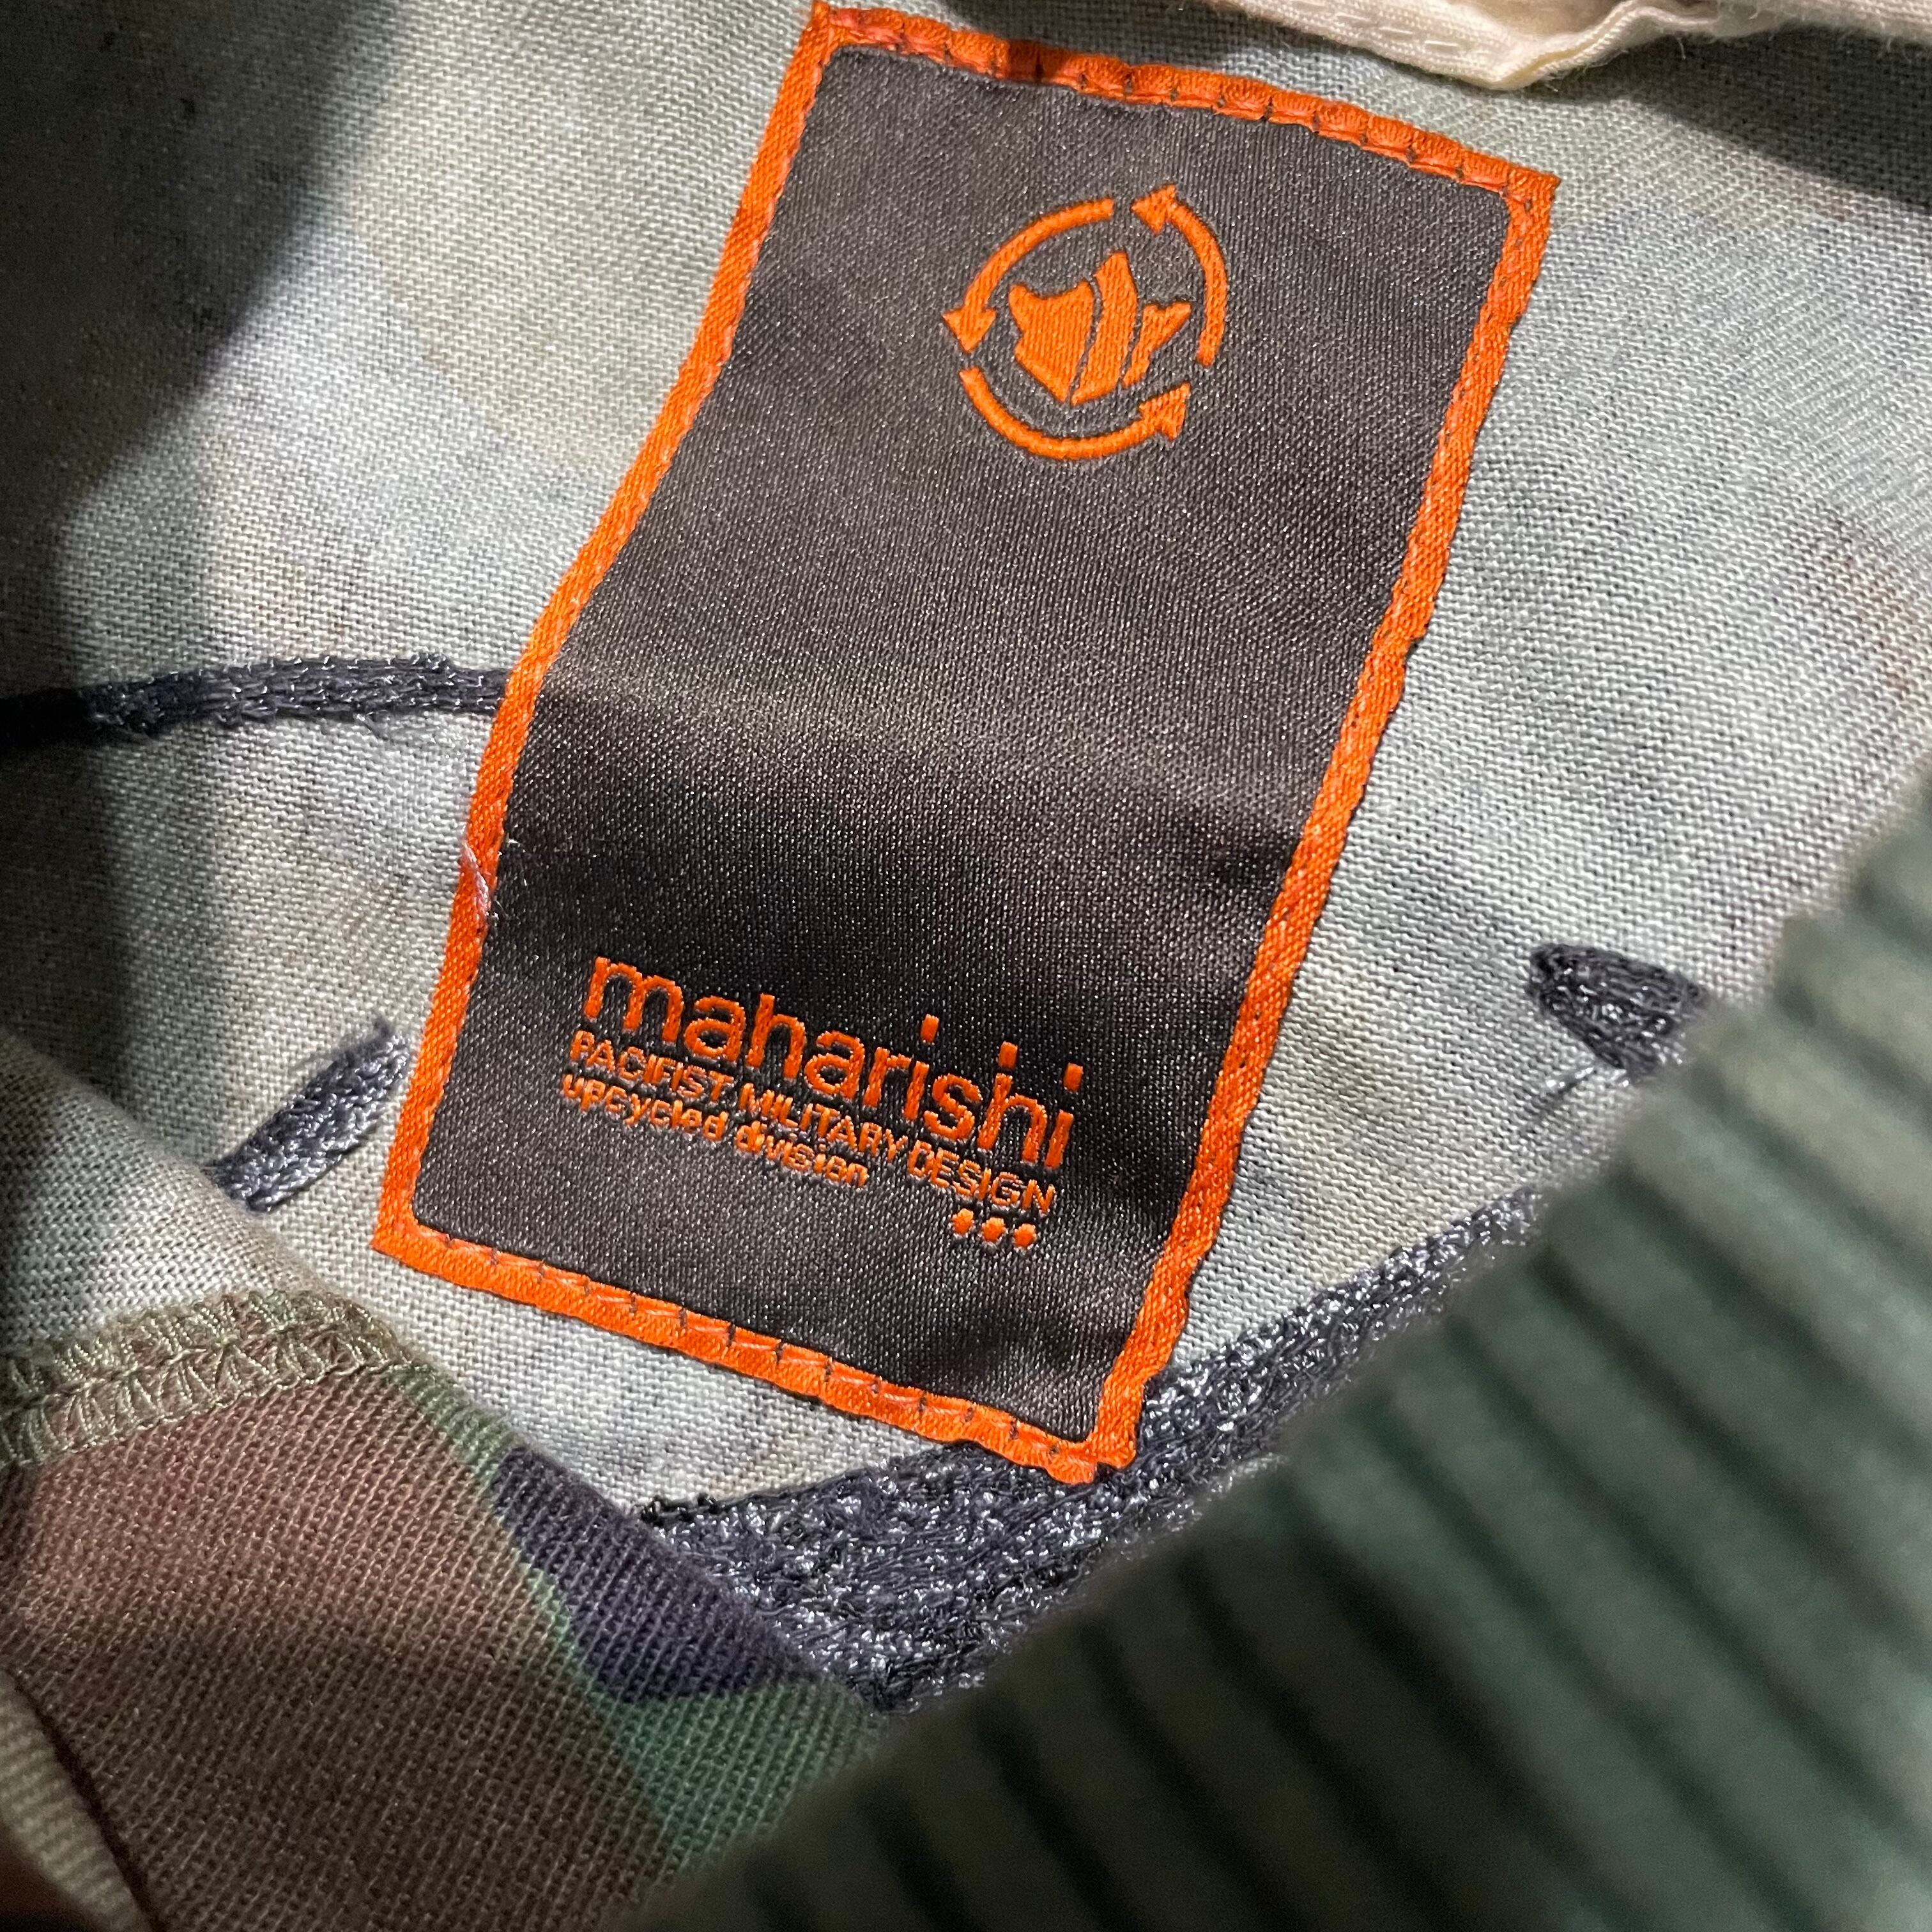 maharishi
PACIFIST MILITARY DESIGN
upcycled division